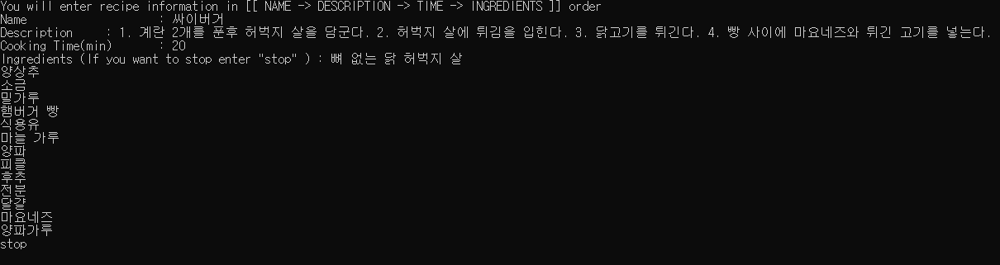 You will enter recipe information in [[ NAME -> DESCRIPTION -> TIME -> INGREDIENTS ]] order
Name : 싸이버거
Description : 1. 계란 2개를 푼후 허벅지 살을 담군다. 2. 허벅지 살에 튀김을 입힌다. 3. 닭고기를 튀긴다. 4. 빵 사이에 마요네즈와 튀긴 고기를 넣는다.
Cooking Time(min) : 20
Ingredients (If you want to stop enter "stop" ) : 뼈 없는 닭 허벅지 살
양상추
소금
밀가루
햄버거 빵
식용유
마늘 가루
양파
피클
후추
전분
달걀
마요네즈
양파가루
stop